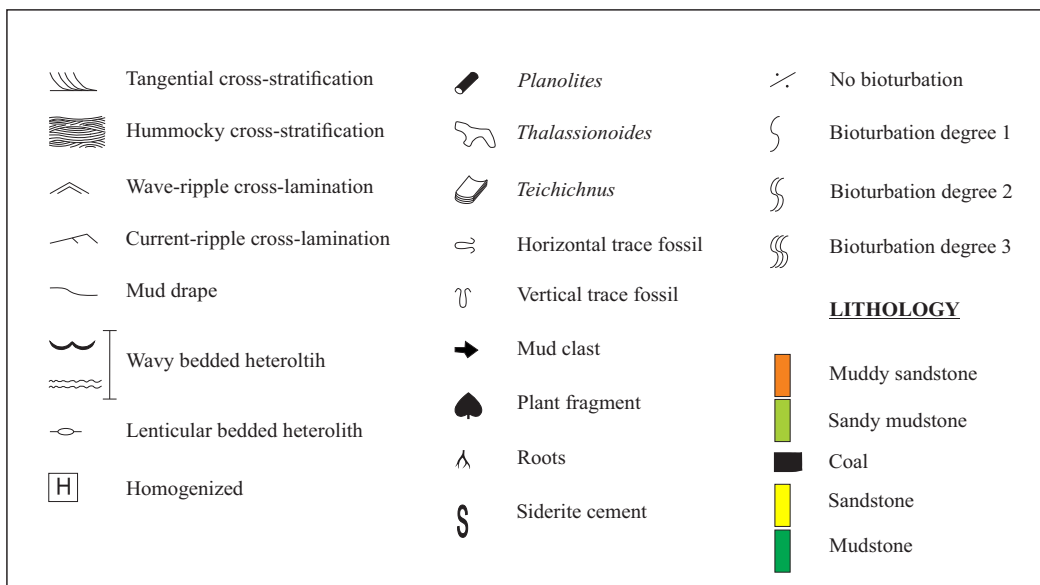 Tangential cross-stratification
Hummocky cross-stratification
Wave-ripple cross-lamination
Current-ripple cross-lamination
Mud drape
Wavy bedded heteroltih
Lenticular bedded heterolith
H
Homogenized
Planolites
Thalassionoides
Teichichnus
Horizontal trace fossil
Vertical trace fossil
Mud clast
Plant fragment
Roots
S
Siderite cement
No bioturbation
Bioturbation degree 1
Bioturbation degree 2
Bioturbation degree 3
LITHOLOGY
Muddy sandstone
Sandy mudstone
Coal
Sandstone
Mudstone